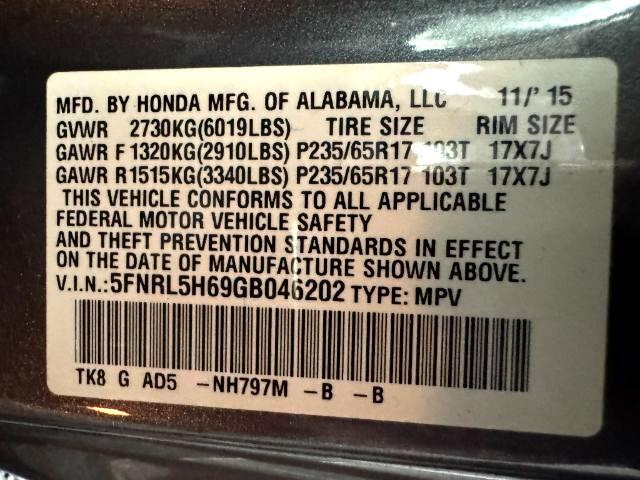 MFD. BY HONDA MFG. OF ALABAMA, LLC 11/' 15
GVWR 2730KG(6019LBS) TIRE SIZE RIM SIZE
GAWR F 1320KG(2910LBS) P235/65R17 103T 17X7J
GAWR R1515KG(3340LBS) P235/65R17 103T 17X7J
THIS VEHICLE CONFORMS TO ALL APPLICABLE
FEDERAL MOTOR VEHICLE SAFETY
AND THEFT PREVENTION STANDARDS IN EFFECT
ON THE DATE OF MANUFACTURE SHOWN ABOVE.
V.I.N.:5FNRL5H69GB046202 TYPE: MPV
TK8 G AD5 -NH797M -B -B